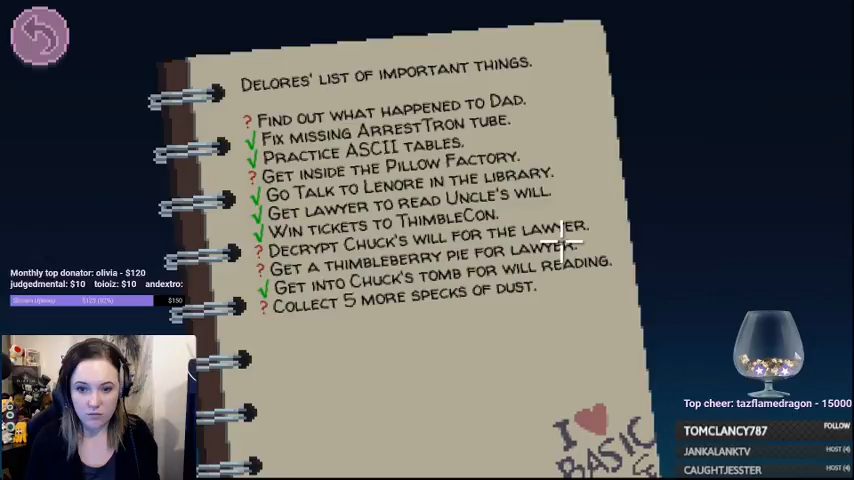 DELORES' LIST OF IMPORTANT THINGS.
? FIND OUT WHAT HAPPENED TO DAD.
√ FIX MISSING ARRESTTRON TUBE.
√ PRACTICE ASCII TABLES.
? GET INSIDE THE PILLOW FACTORY.
√ GO TALK TO LENORE IN THE LIBRARY.
√ GET LAWYER TO READ UNCLE'S WILL.
√ WIN TICKETS TO THIMBLECON.
? DECRYPT CHUCK'S WILL FOR THE LAWYER.
? GET A THIMBLEBERRY PIE FOR LAWYER.
√ GET INTO CHUCK'S TOMB FOR WILL READING.
? COLLECT 5 MORE SPECKS OF DUST.
Monthly top donator: olivia - $120
judgedmental: $10 toioiz: $10 andextro:
$150
I
BASIC
Top cheer: tazflamedragon - 15000
TOMCLANCY787 FOLLOW
JANKALANKTV HOST (4)
CAUGHTJESSTER HOST (4)